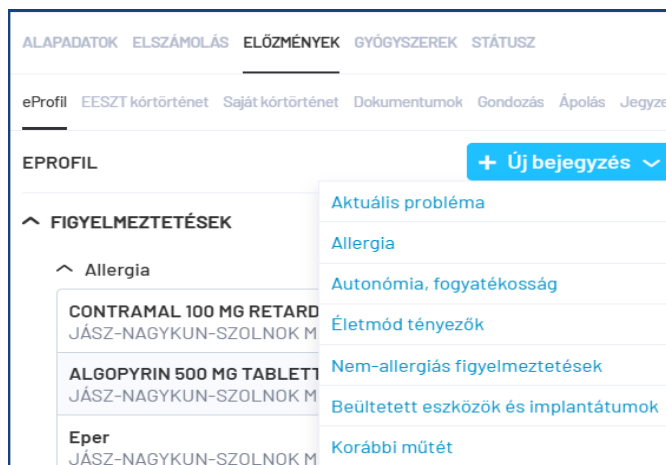 ALAPADATOK ELSZÁMOLÁS ELŐZMÉNYEK GYÓGYSZEREK STÁTUSZ
eProfil EESZT kórtörténet Saját kórtörténet Dokumentumok Gondozás Ápolás Jegyze
EPROFIL
+ Új bejegyzés
FIGYELMEZTETÉSEK
Allergia
CONTRAMAL 100 MG RETARD
JÁSZ-NAGYKUN-SZOLNOK M
ALGOPYRIN 500 MG TABLETT
JÁSZ-NAGYKUN-SZOLNOK M
Eper
JÁSZ-NAGYKUN-SZOLNOK M
Aktuális probléma
Allergia
Autonómia, fogyatékosság
Életmód tényezők
Nem-allergiás figyelmeztetések
Beültetett eszközök és implantátumok
Korábbi műtét